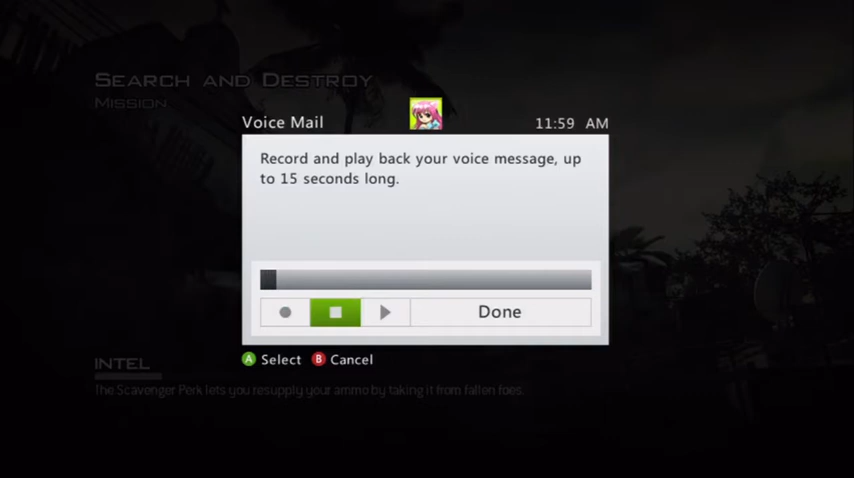 Search and Destroy
Mission
Voice Mail
11:59 AM
Record and play back your voice message, up
to 15 seconds long.
Done
A Select B Cancel
Intel
The Scavenger Perk lets you resupply your ammo by taking it from fallen foes.